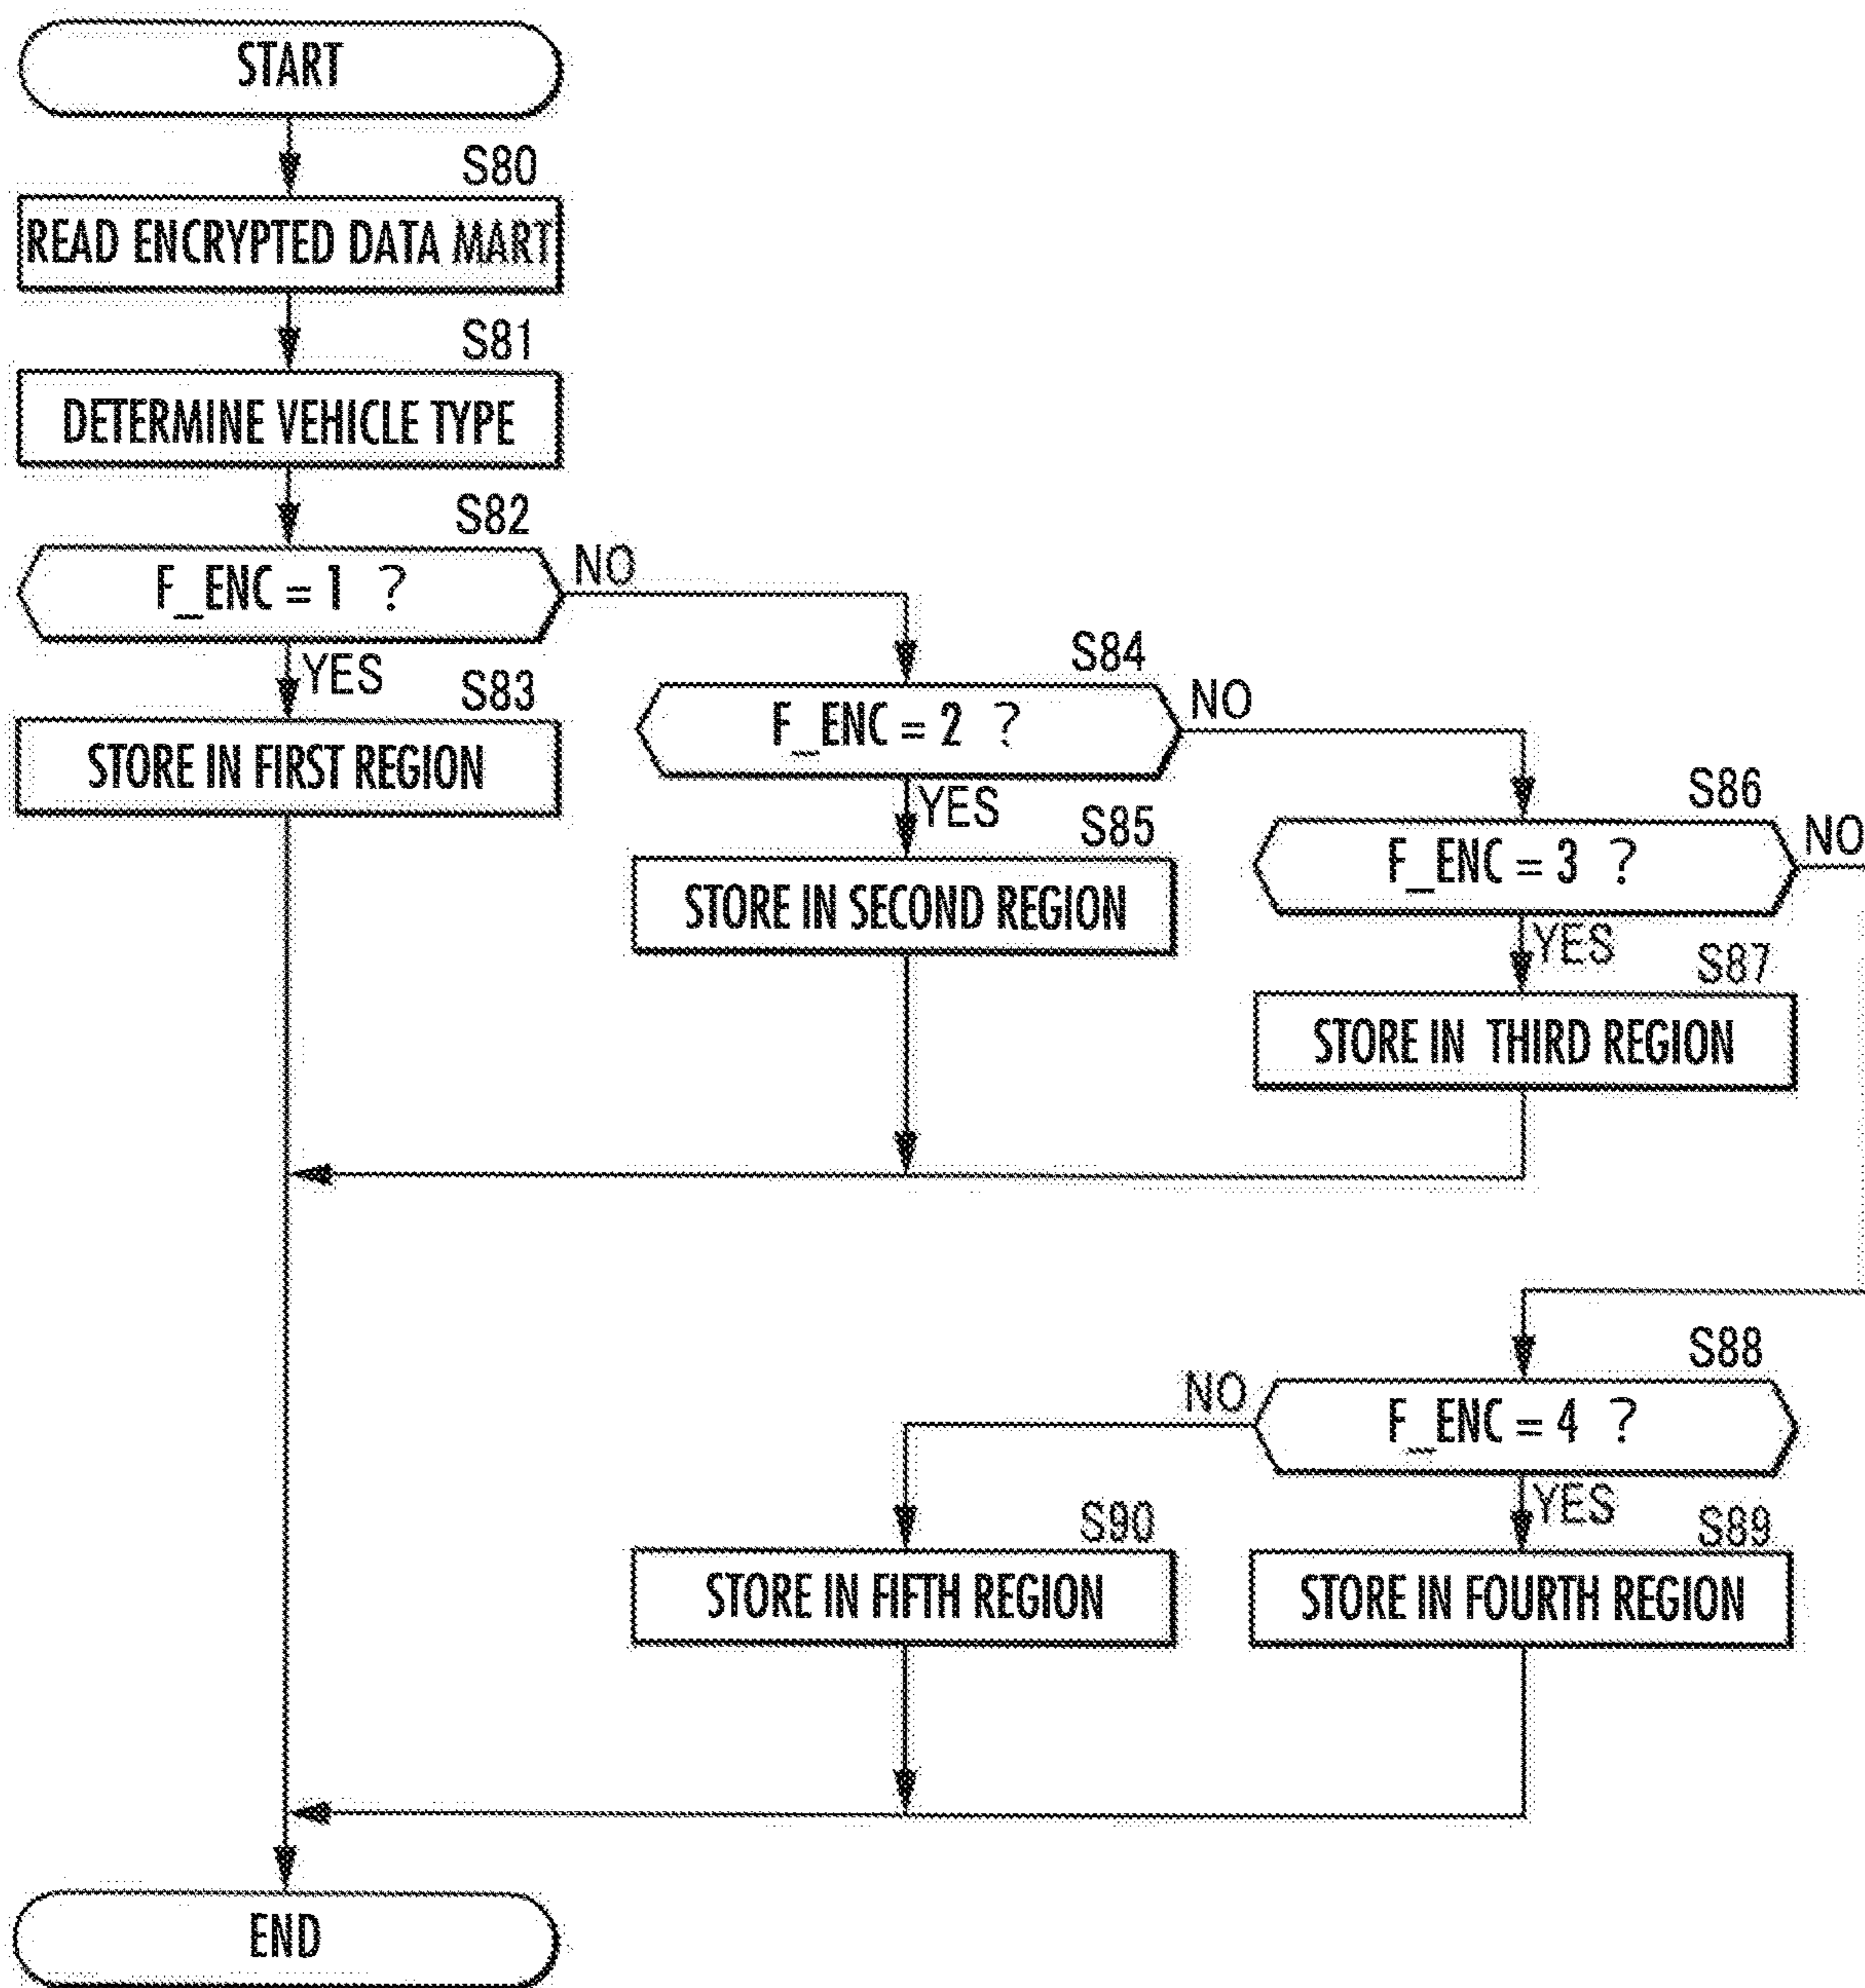 START
S80
READ ENCRYPTED DATA MART
S81
DETERMINE VEHICLE TYPE
S82
F_ENC = 1 ?
NO
YES
S83
STORE IN FIRST REGION
S84
F_ENC = 2 ?
NO
YES
S85
STORE IN SECOND REGION
S86
F_ENC = 3 ?
NO
YES
S87
STORE IN THIRD REGION
S88
F_ENC = 4 ?
NO
YES
S89
STORE IN FOURTH REGION
S90
STORE IN FIFTH REGION
END